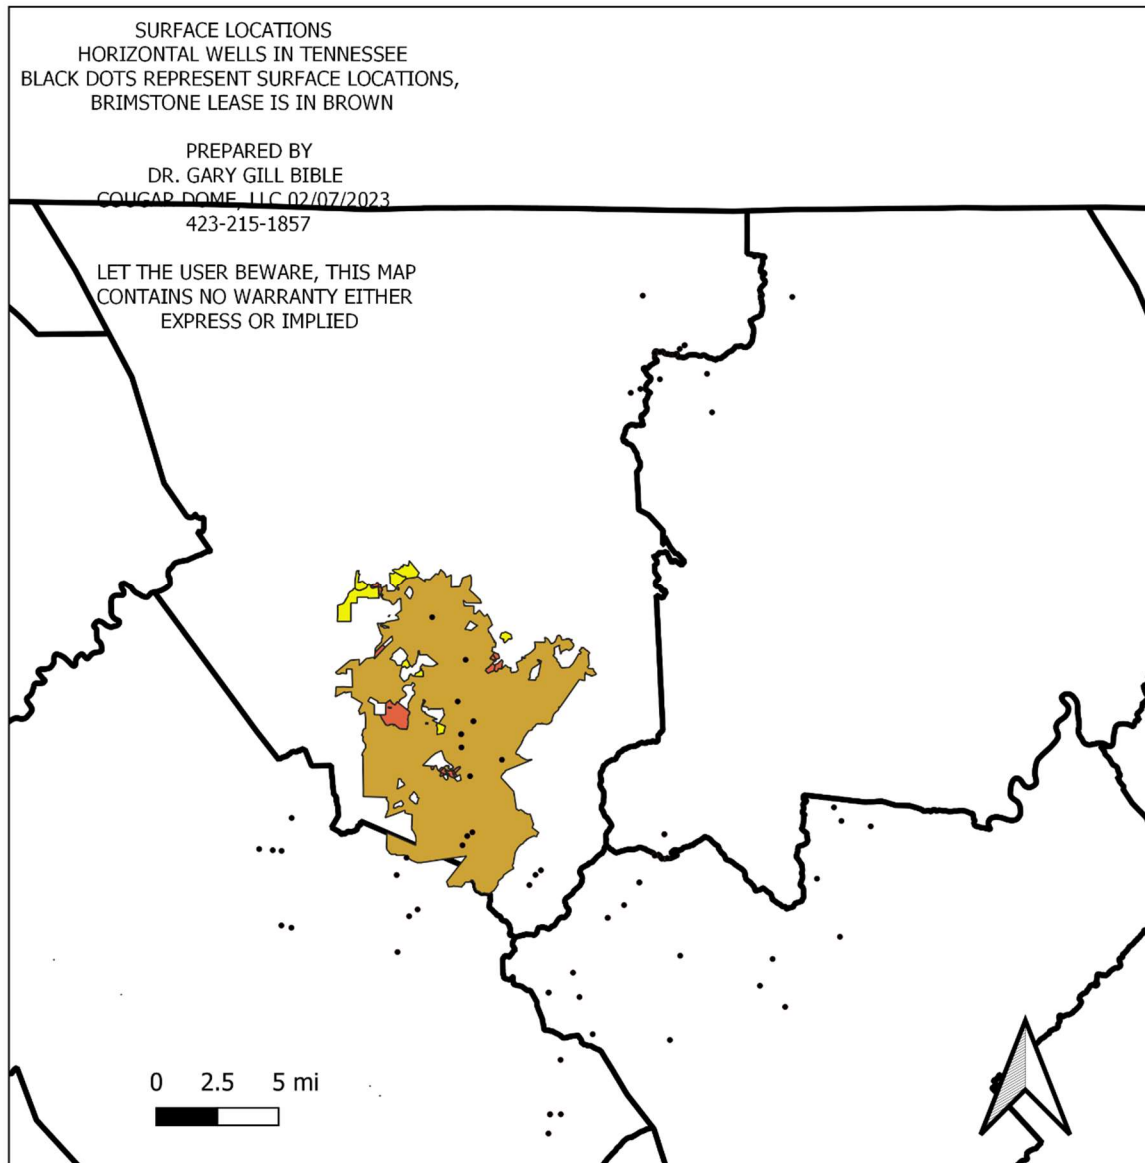 SURFACE LOCATIONS
HORIZONTAL WELLS IN TENNESSEE
BLACK DOTS REPRESENT SURFACE LOCATIONS,
BRIMSTONE LEASE IS IN BROWN
PREPARED BY
DR. GARY GILL BIBLE
COUGAR DOME, LLC 02/07/2023
423-215-1857
LET THE USER BEWARE, THIS MAP
CONTAINS NO WARRANTY EITHER
EXPRESS OR IMPLIED
0 2.5 5 mi